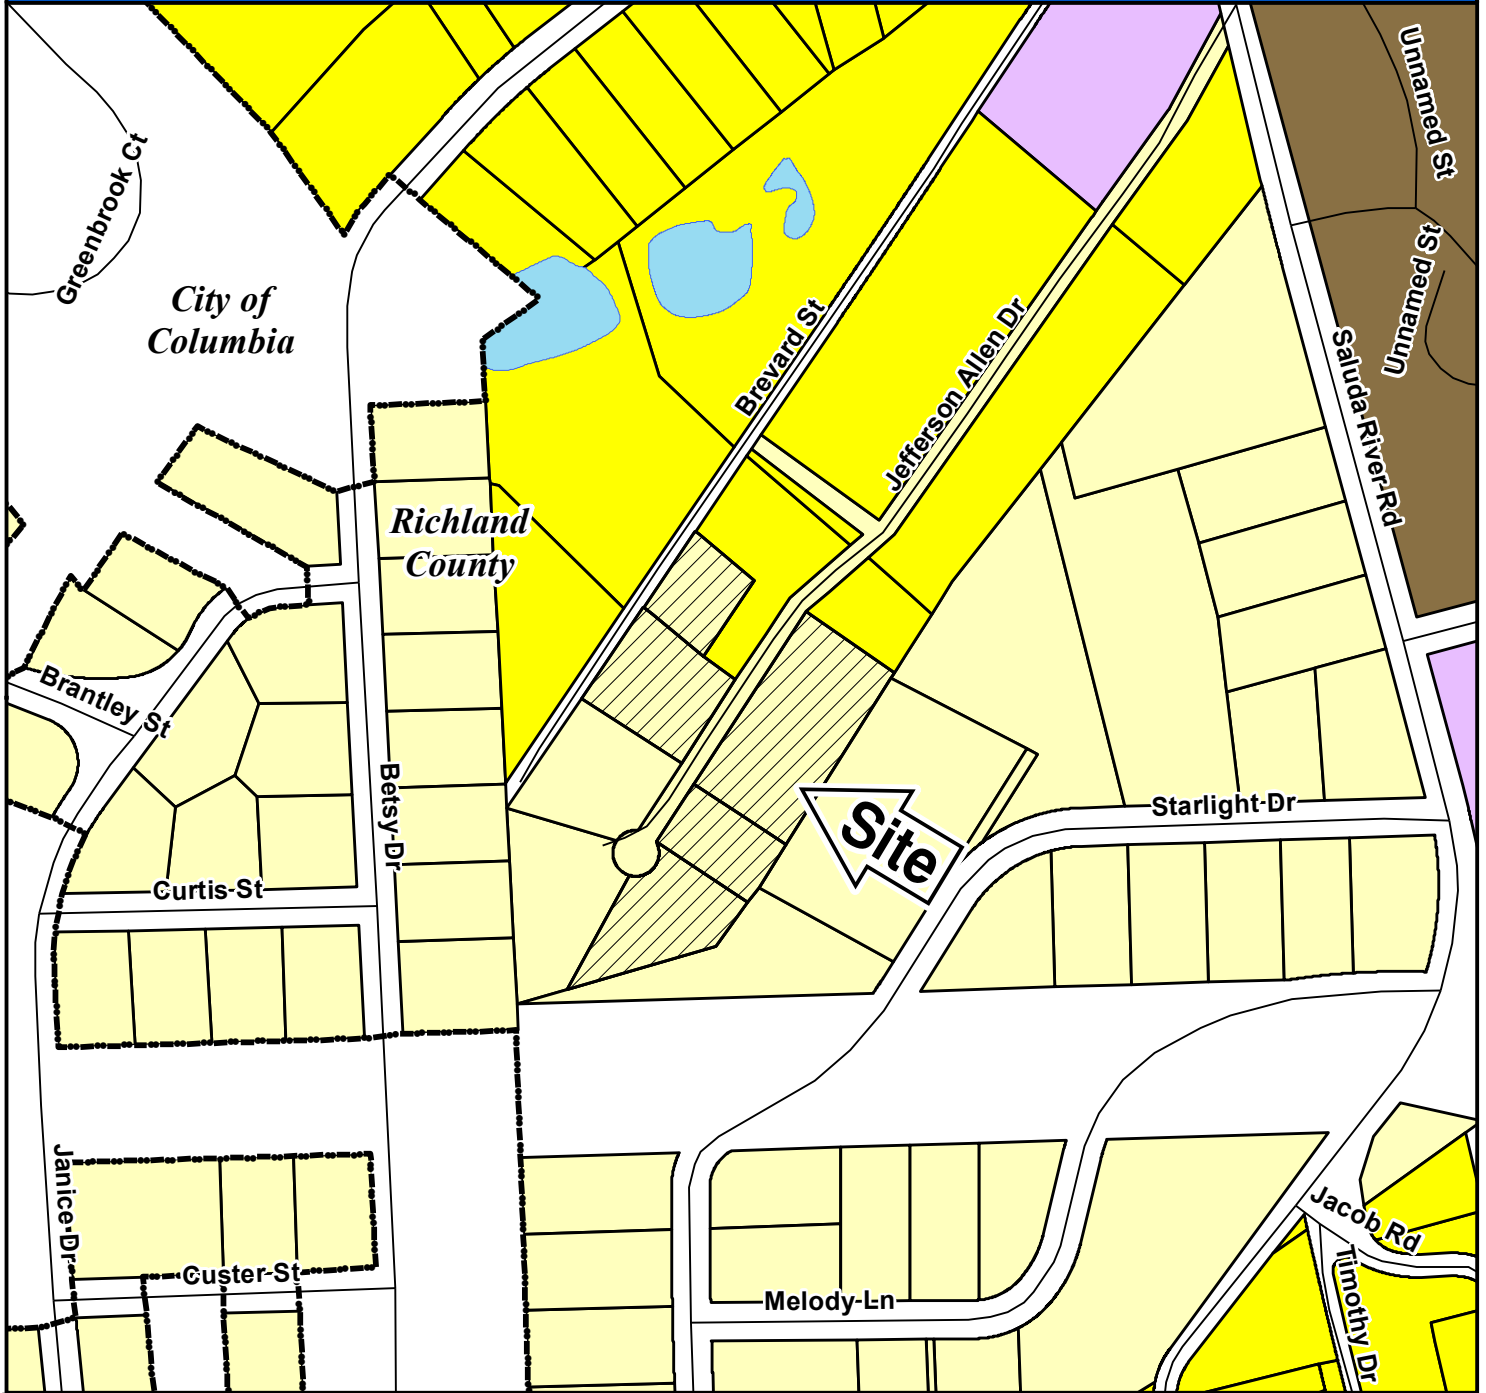 Unnamed St
Greenbrook Ct
City of
Columbia
Unnamed St
Brevard St
Jefferson Allen Dr
Saluda River Rd
Richland
County
Brantley St
Betsy Dr
Starlight Dr
Site
Curtis St
Janice Dr
Jacob Rd
Custer St
Melody Ln
Timothy Dr